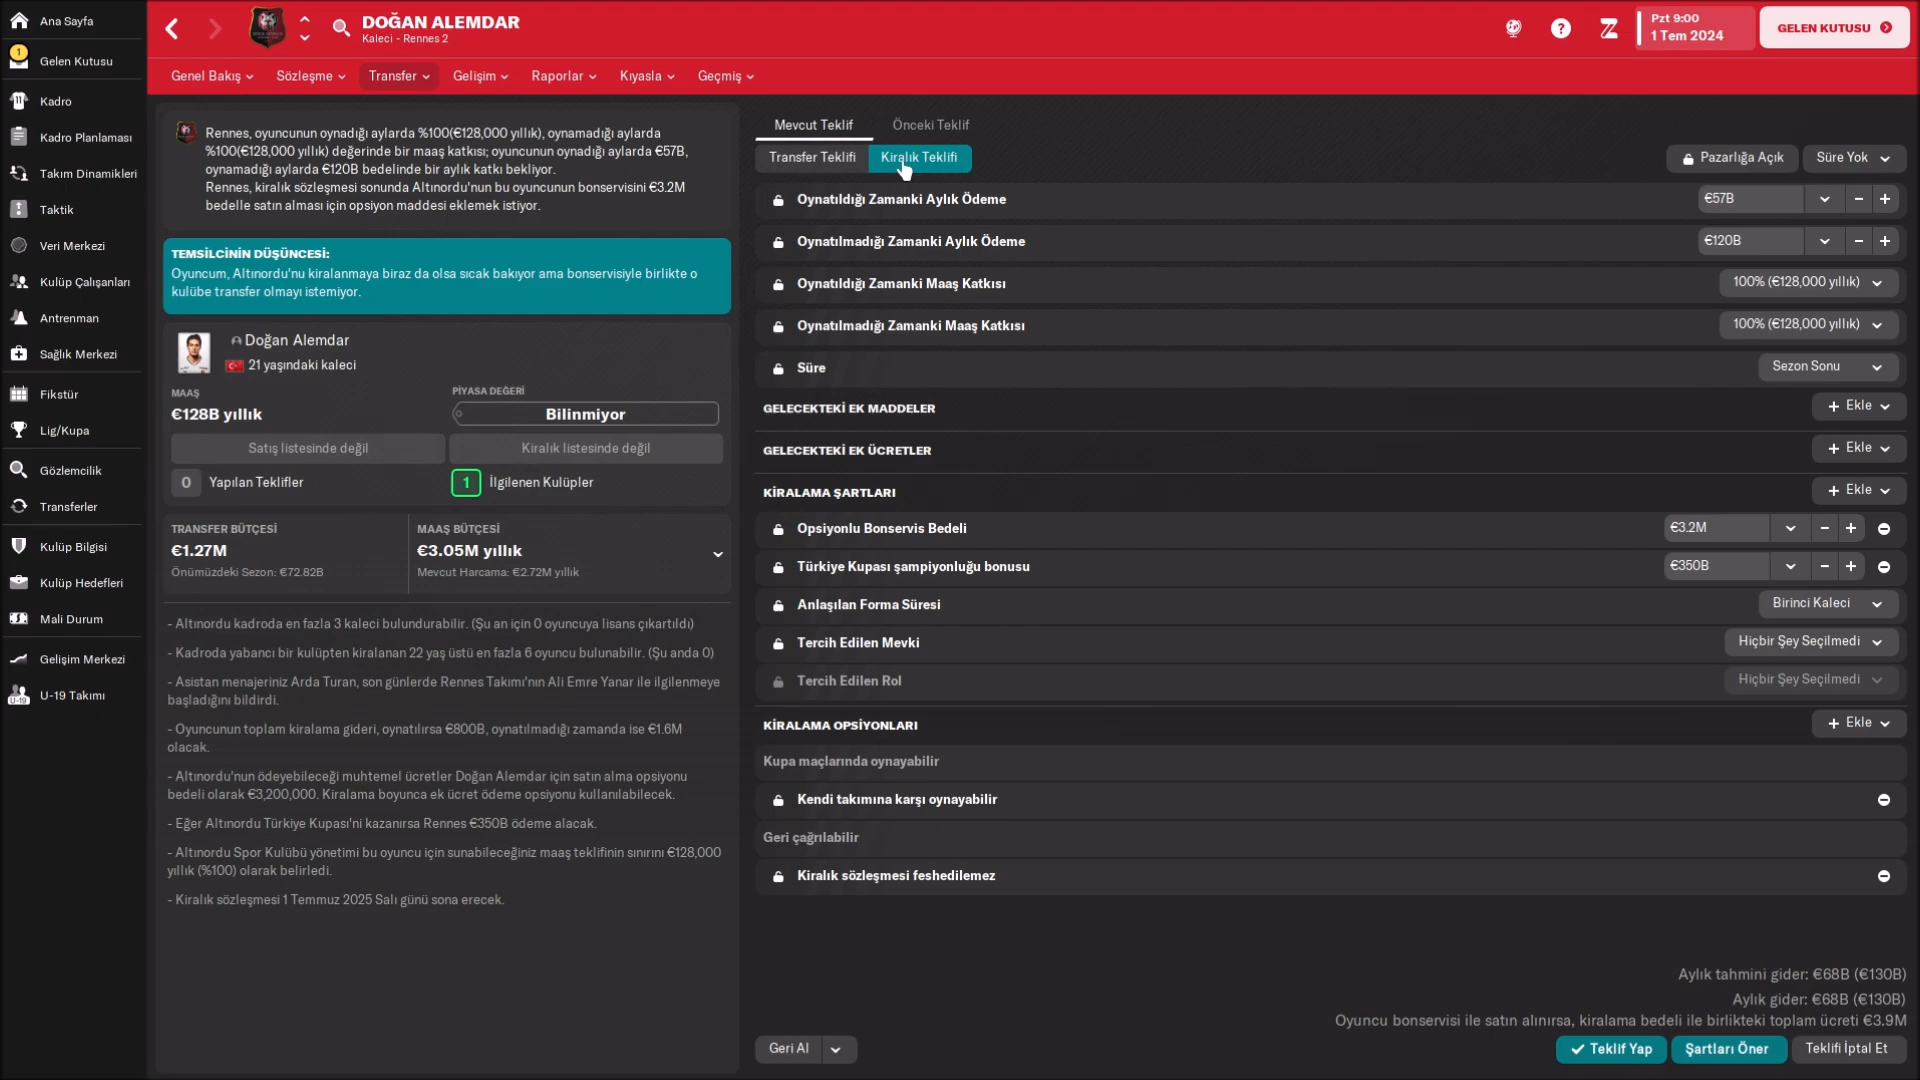 Ana Sayfa
1
Gelen Kutusu
Kadro
Kadro Planlaması
Takım Dinamikleri
Taktik
Veri Merkezi
Kulüp Çalışanları
Antrenman
Sağlık Merkezi
Fikstür
Lig/Kupa
Gözlemcilik
Transferler
Kulüp Bilgisi
Kulüp Hedefleri
Mali Durum
Gelişim Merkezi
U-19 Takımı
DOĞAN ALEMDAR
Kaleci - Rennes 2
Pzt 9:00
1 Tem 2024
GELEN KUTUSU
Genel Bakış
Sözleşme
Transfer
Gelişim
Raporlar
Kıyasla
Geçmiş
Rennes, oyuncunun oynadığı aylarda %100(€128,000 yıllık), oynamadığı aylarda
%100(€128,000 yıllık) değerinde bir maaş katkısı; oyuncunun oynadığı aylarda €57B,
oynamadığı aylarda €120B bedelinde bir aylık katkı bekliyor.
Rennes, kiralık sözleşmesi sonunda Altınordu'nun bu oyuncunun bonservisini €3.2M
bedelle satın alması için opsiyon maddesi eklemek istiyor.
TEMSİLCİNİN DÜŞÜNCESİ:
Oyuncum, Altınordu'nu kiralanmaya biraz da olsa sıcak bakıyor ama bonservisiyle birlikte o
kulübe transfer olmayı istemiyor.
Doğan Alemdar
21 yaşındaki kaleci
MAAŞ
€128B yıllık
PİYASA DEĞERİ
Bilinmiyor
Satış listesinde değil
Kiralık listesinde değil
0 Yapılan Teklifler
1 İlgilenen Kulüpler
TRANSFER BÜTÇESİ
€1.27M
Önümüzdeki Sezon: €72.82B
MAAŞ BÜTÇESİ
€3.05M yıllık
Mevcut Harcama: €2.72M yıllık
- Altınordu kadroda en fazla 3 kaleci bulundurabilir. (Şu an için 0 oyuncuya lisans çıkartıldı)
- Kadroda yabancı bir kulüpten kiralanan 22 yaş üstü en fazla 6 oyuncu bulunabilir. (Şu anda 0)
- Asistan menajeriniz Arda Turan, son günlerde Rennes Takımı'nın Ali Emre Yanar ile ilgilenmeye
başladığını bildirdi.
- Oyuncunun toplam kiralama gideri, oynatılırsa €800B, oynatılmadığı zamanda ise €1.6M
olacak.
- Altınordu'nun ödeyebileceği muhtemel ücretler Doğan Alemdar için satın alma opsiyonu
bedeli olarak €3,200,000. Kiralama boyunca ek ücret ödeme opsiyonu kullanılabilecek.
- Eğer Altınordu Türkiye Kupası'ni kazanırsa Rennes €350B ödeme alacak.
- Altınordu Spor Kulübü yönetimi bu oyuncu için sunabileceğiniz maaş teklifinin sınırını €128,000
yıllık (%100) olarak belirledi.
- Kiralık sözleşmesi 1 Temmuz 2025 Salı günü sona erecek.
Mevcut Teklif
Önceki Teklif
Transfer Teklifi
Kiralık Teklifi
Pazarlığa Açık
Süre Yok
Oynatıldığı Zamanki Aylık Ödeme
€57B
Oynatılmadığı Zamanki Aylık Ödeme
€120B
Oynatıldığı Zamanki Maaş Katkısı
100% (€128,000 yıllık)
Oynatılmadığı Zamanki Maaş Katkısı
100% (€128,000 yıllık)
Süre
Sezon Sonu
GELECEKTEKİ EK MADDELER
+ Ekle
GELECEKTEKİ EK ÜCRETLER
+ Ekle
KİRALAMA ŞARTLARI
+ Ekle
Opsiyonlu Bonservis Bedeli
€3.2M
Türkiye Kupası şampiyonluğu bonusu
€350B
Anlaşılan Forma Süresi
Birinci Kaleci
Tercih Edilen Mevki
Hiçbir Şey Seçilmedi
Tercih Edilen Rol
Hiçbir Şey Seçilmedi
KİRALAMA OPSİYONLARI
+ Ekle
Kupa maçlarında oynayabilir
Kendi takımına karşı oynayabilir
Geri çağrılabilir
Kiralık sözleşmesi feshedilemez
Aylık tahmini gider: €68B (€130B)
Aylık gider: €68B (€130B)
Oyuncu bonservisi ile satın alınırsa, kiralama bedeli ile birlikteki toplam ücreti €3.9M
Geri Al
Teklif Yap
Şartları Öner
Teklifi İptal Et